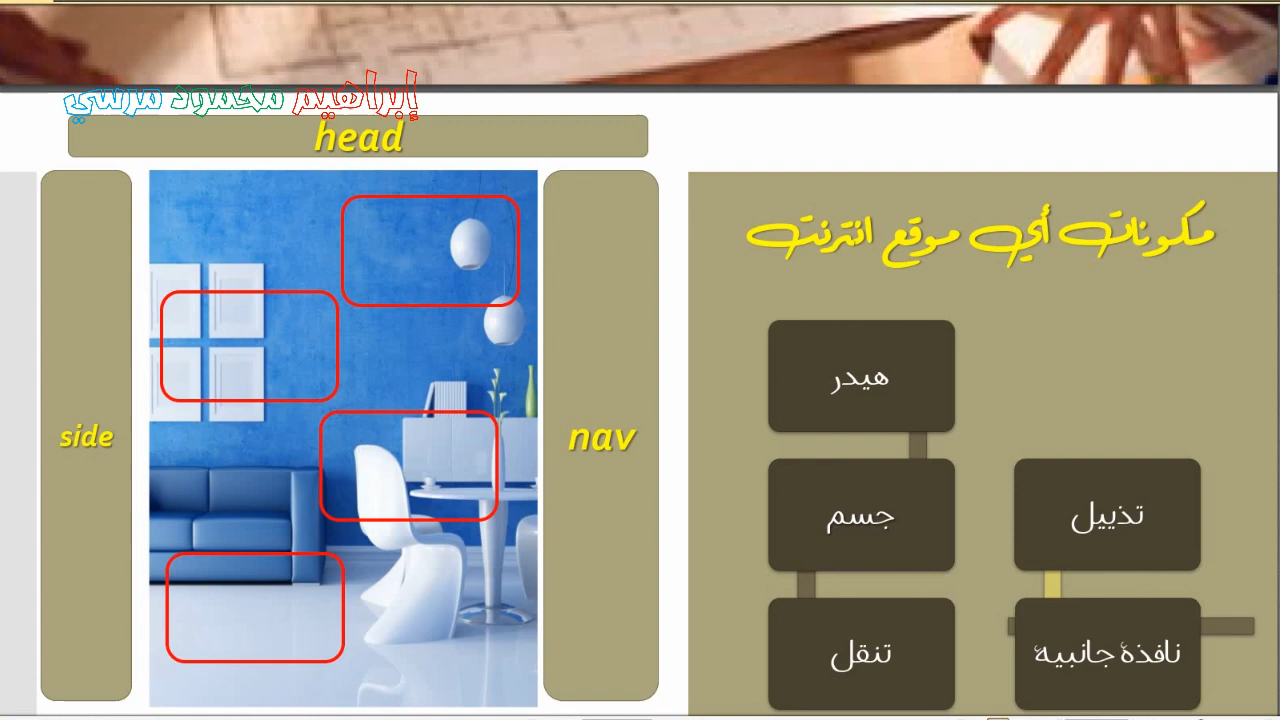 إبراهيم محمود مرسي
head
side
nav
مكونات أي موقع انترنت
هيدر
جسم
تذييل
تنقل
نافذة جانبية